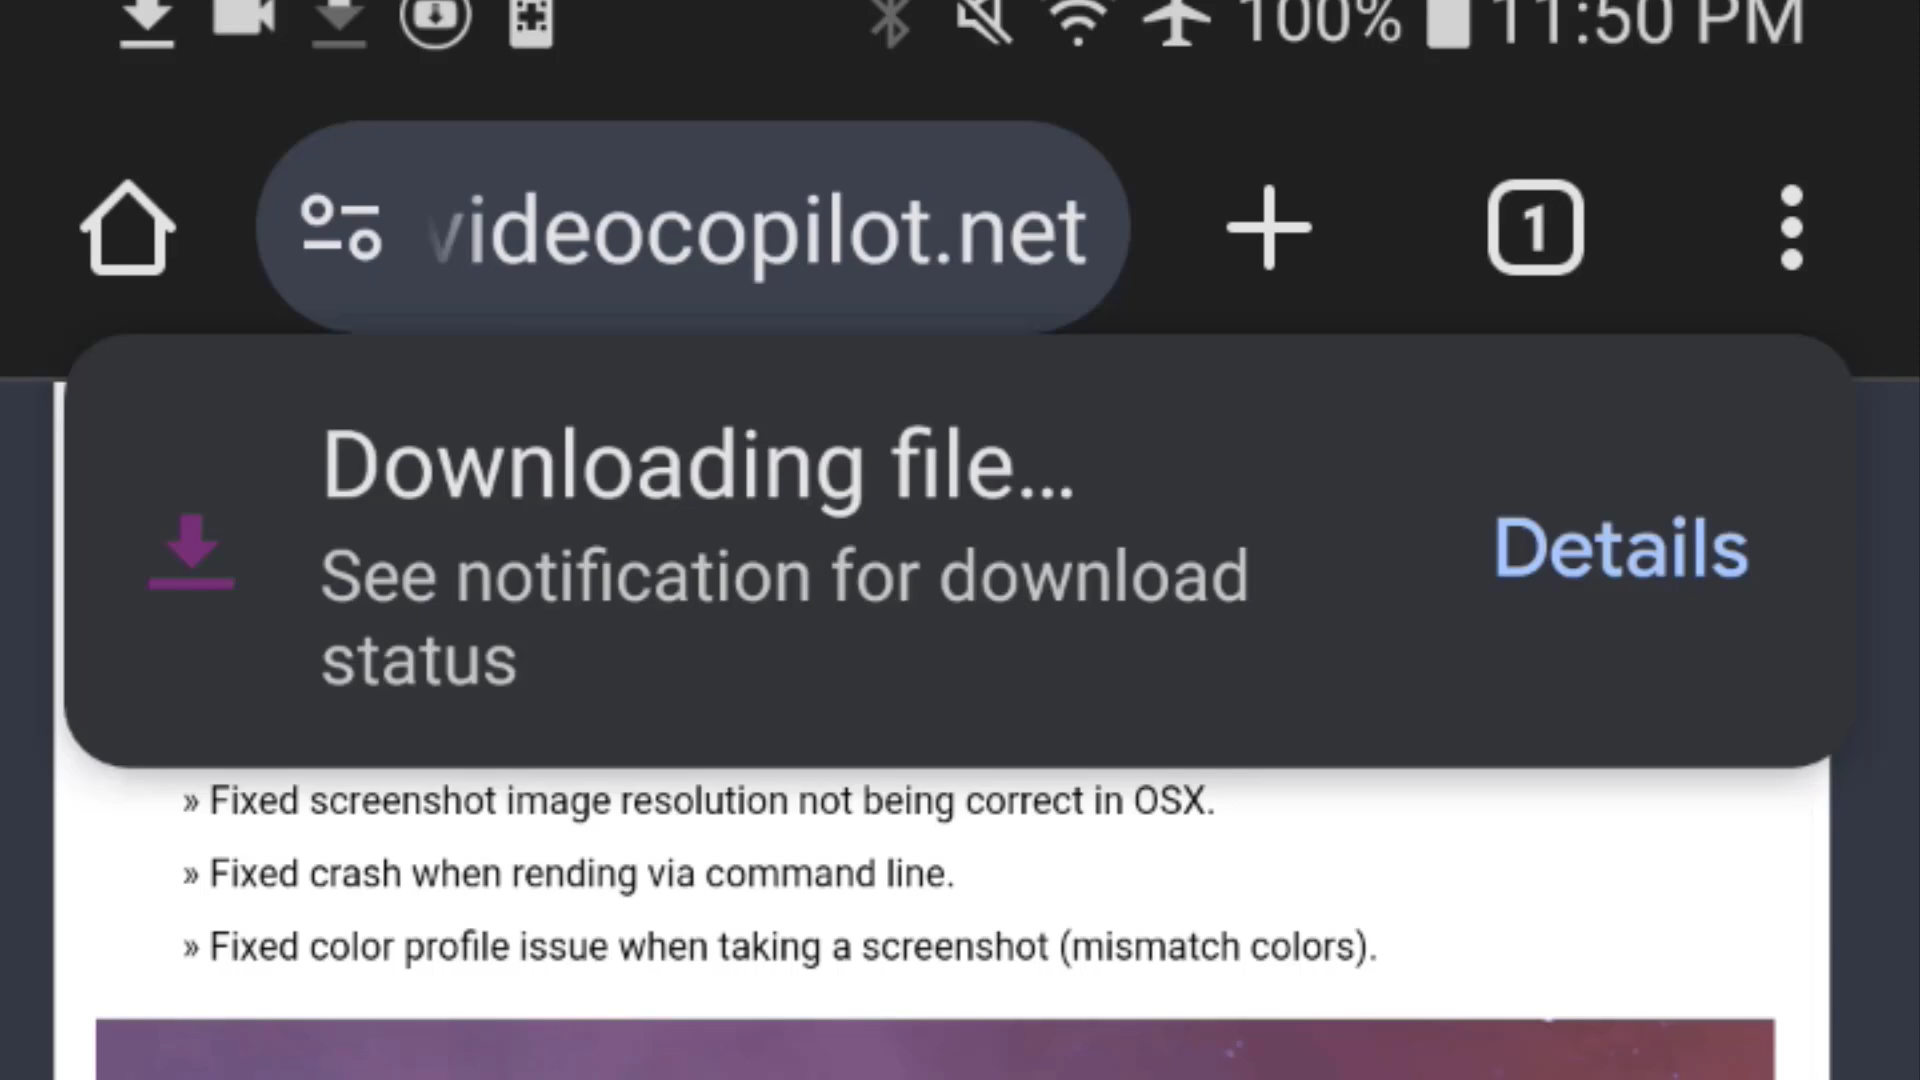 100% 11:50 PM
videocopilot.net
1
Downloading file...
See notification for download
status
Details
» Fixed screenshot image resolution not being correct in OSX.
» Fixed crash when rending via command line.
» Fixed color profile issue when taking a screenshot (mismatch colors).